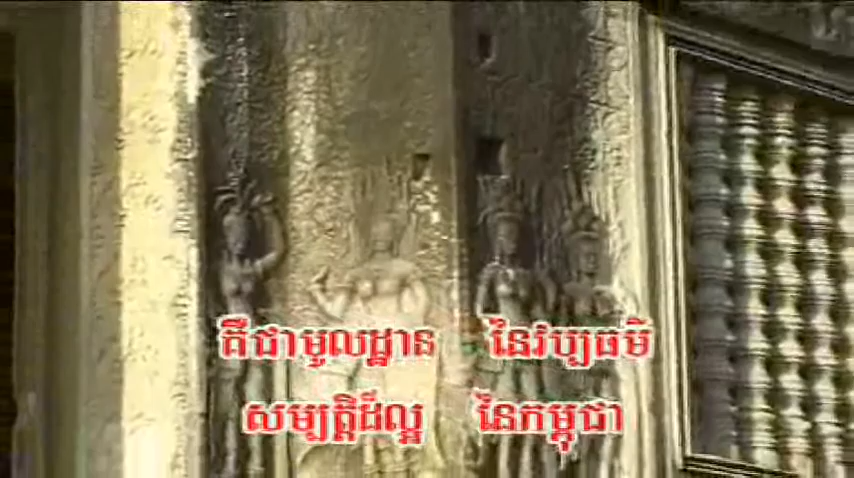 គឺជាមូលដ្ឋាន នៃវប្បធម៌
សម្បត្តិដ៏ល្អ នៃកម្ពុជា